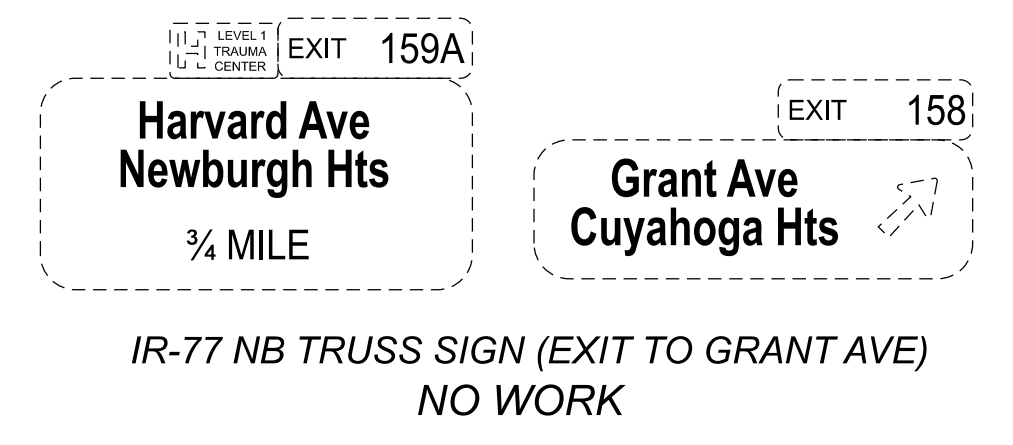 LEVEL 1
TRAUMA
CENTER
EXIT 159A
Harvard Ave
Newburgh Hts
¾ MILE
EXIT 158
Grant Ave
Cuyahoga Hts
IR-77 NB TRUSS SIGN (EXIT TO GRANT AVE)
NO WORK